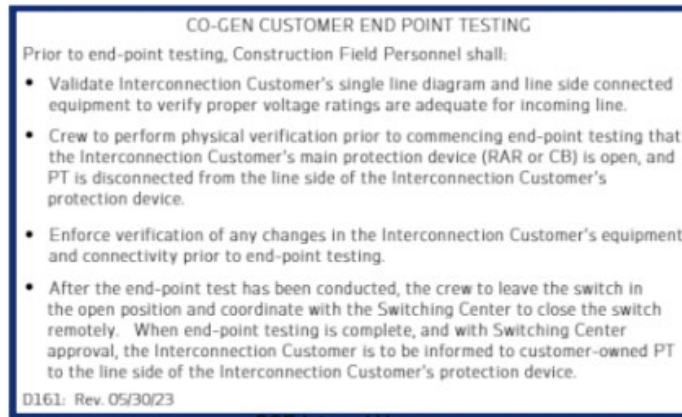 CO-GEN CUSTOMER END POINT TESTING
Prior to end-point testing, Construction Field Personnel shall:
• Validate Interconnection Customer's single line diagram and line side connected
equipment to verify proper voltage ratings are adequate for incoming line.
• Crew to perform physical verification prior to commencing end-point testing that
the Interconnection Customer's main protection device (RAR or CB) is open, and
PT is disconnected from the line side of the Interconnection Customer's
protection device.
• Enforce verification of any changes in the Interconnection Customer's equipment
and connectivity prior to end-point testing.
• After the end-point test has been conducted, the crew to leave the switch in
the open position and coordinate with the Switching Center to close the switch
remotely. When end-point testing is complete, and with Switching Center
approval, the Interconnection Customer is to be informed to customer-owned PT
to the line side of the Interconnection Customer's protection device.
D161: Rev. 05/30/23